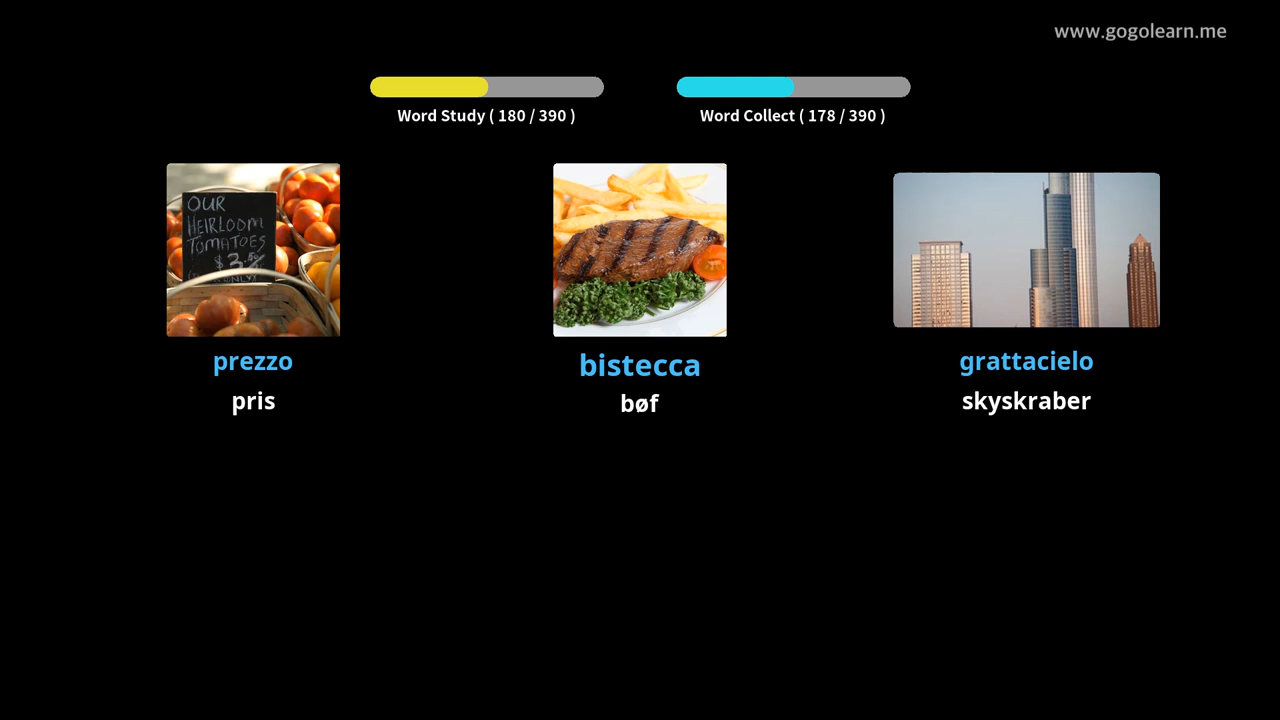 www.gogolearn.me
Word Study ( 180 / 390 )
Word Collect ( 178 / 390 )
OUR
HEIRLOOM
TOMATOES
prezzo
pris
bistecca
bøf
grattacielo
skyskraber